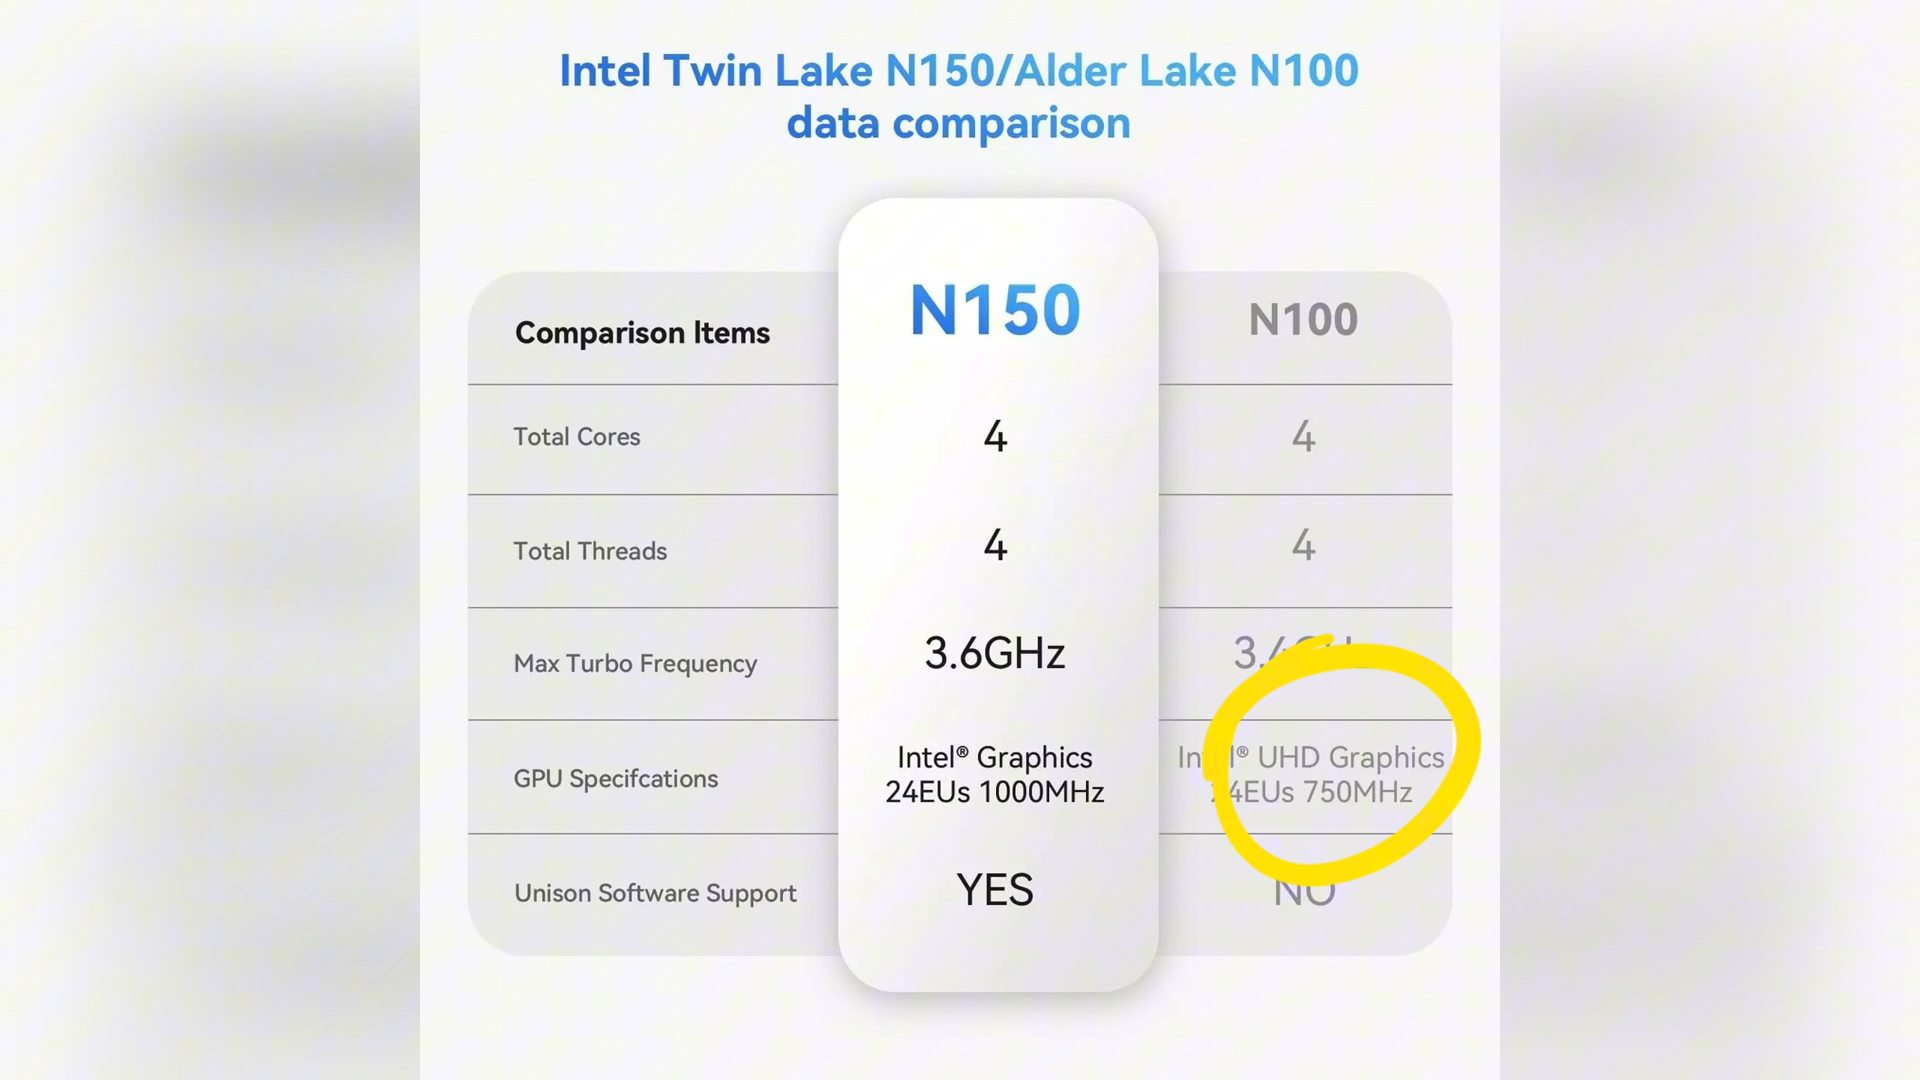 Intel Twin Lake N150/Alder Lake N100
data comparison
Comparison Items N150 N100
Total Cores 4 4
Total Threads 4 4
Max Turbo Frequency 3.6GHz
GPU Specifcations
Intel® Graphics
24EUs 1000MHz
UHD Graphics
24EUs 750MHz
Unison Software Support YES NO